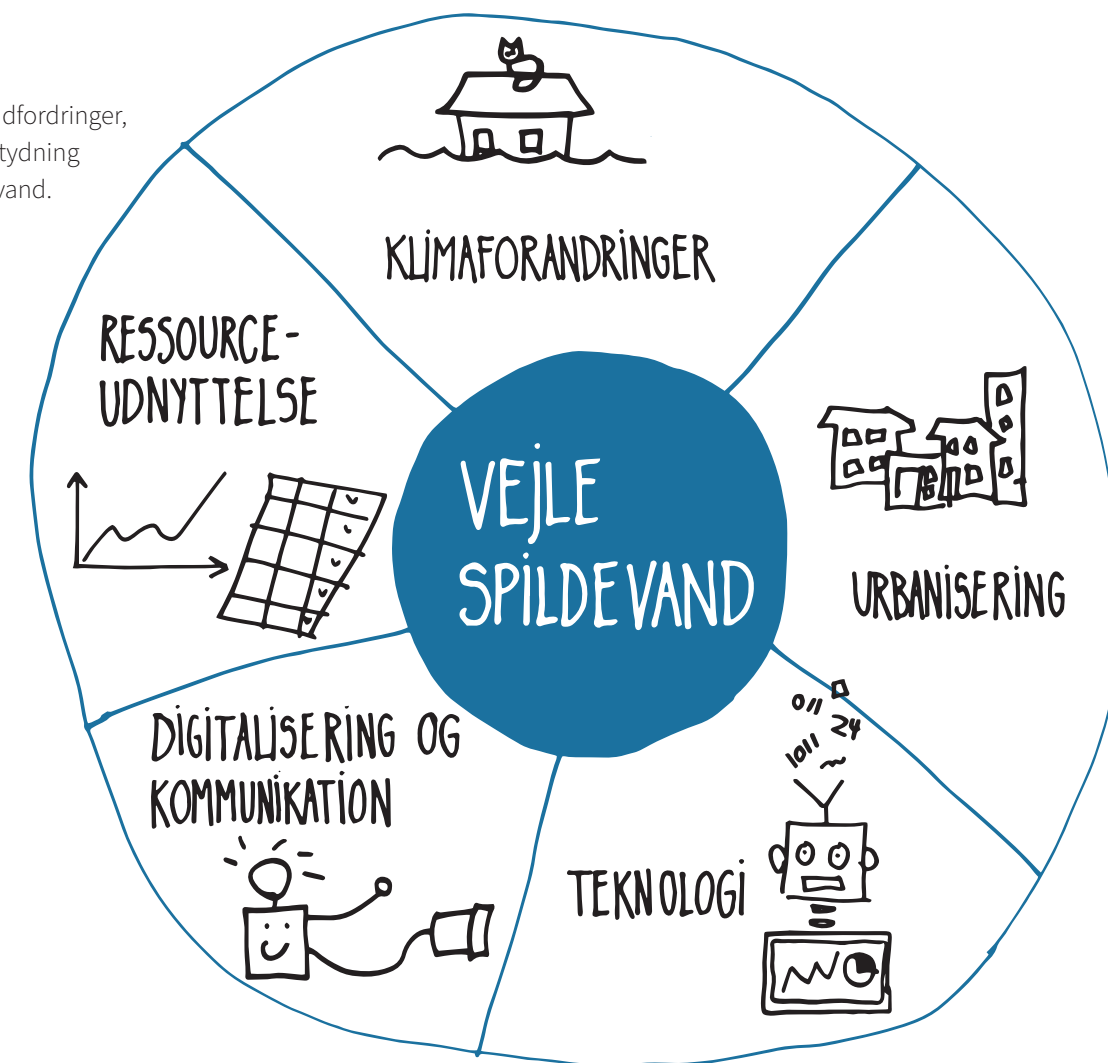 dfordringer,
tydning
vand.
KLIMAFORANDRINGER
RESSOURCE-
UDNYTTELSE
VEJLE
SPILDEVAND
URBANISERING
DIGITALISERING OG
KOMMUNIKATION
TEKNOLOGI
011
24
1011